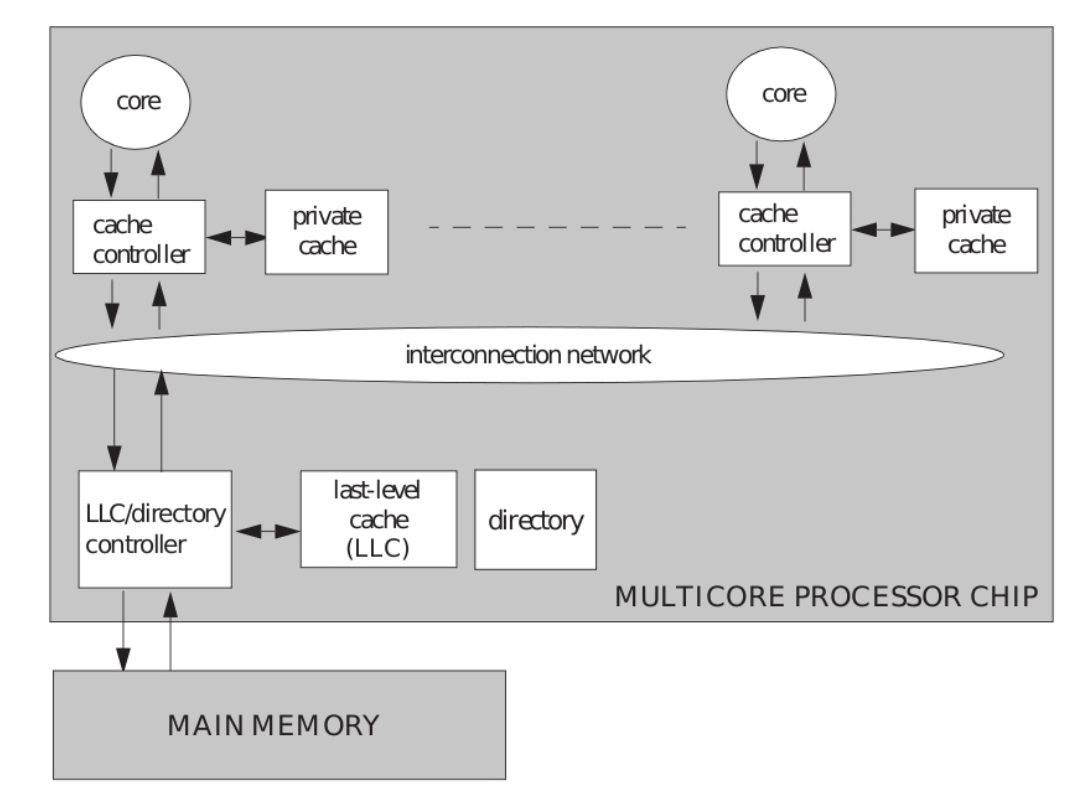 core
core
cache
controller
private
cache
cache
controller
private
cache
interconnection network
LLC/directory
controller
last-level
cache
(LLC)
directory
MULTICORE PROCESSOR CHIP
MAIN MEMORY